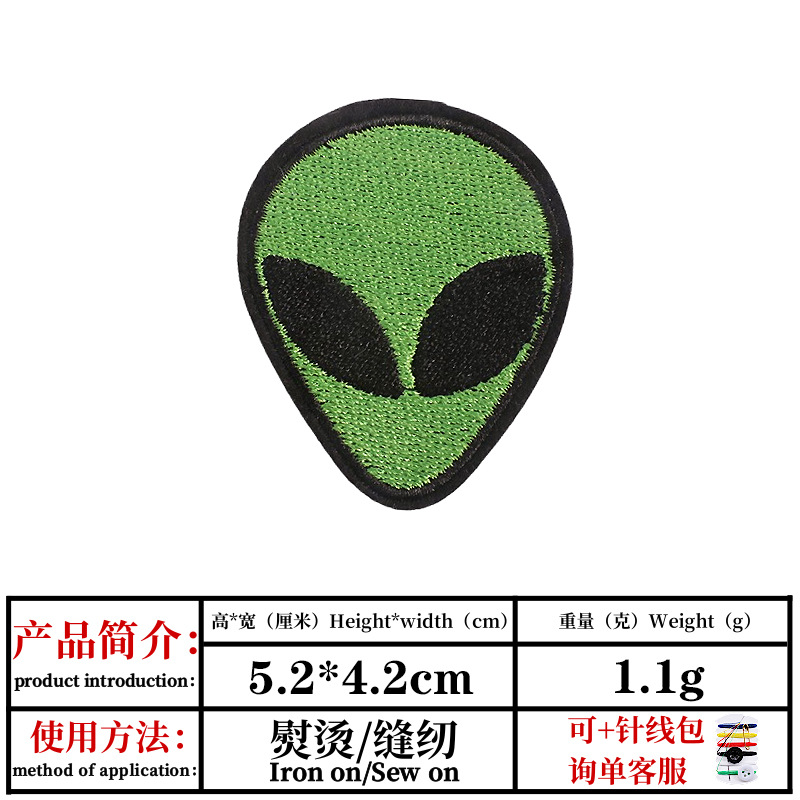 产品简介：
product introduction:
高*宽（厘米）Height*width（cm）
重量（克）Weight（g）
5.2*4.2cm
1.1g
使用方法：
method of application:
熨烫/缝纫
Iron on/Sew on
可+针线包
询单客服